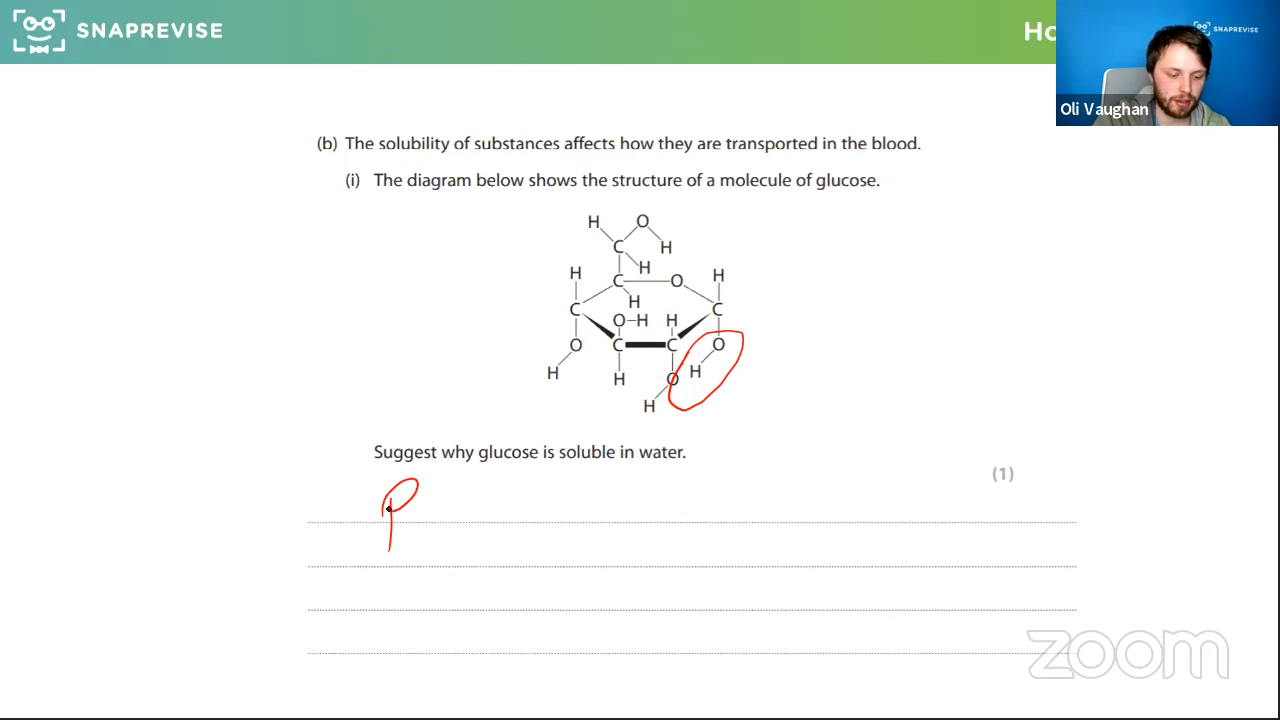 SNAPREVISE
Ho
SNAPREVISE
Oli Vaughan
(b) The solubility of substances affects how they are transported in the blood.
(i) The diagram below shows the structure of a molecule of glucose.
H O
C H
H H H
C O
C H C
O–H H
O C C O
H H
H O
H
Suggest why glucose is soluble in water.
(1)
P
zoom